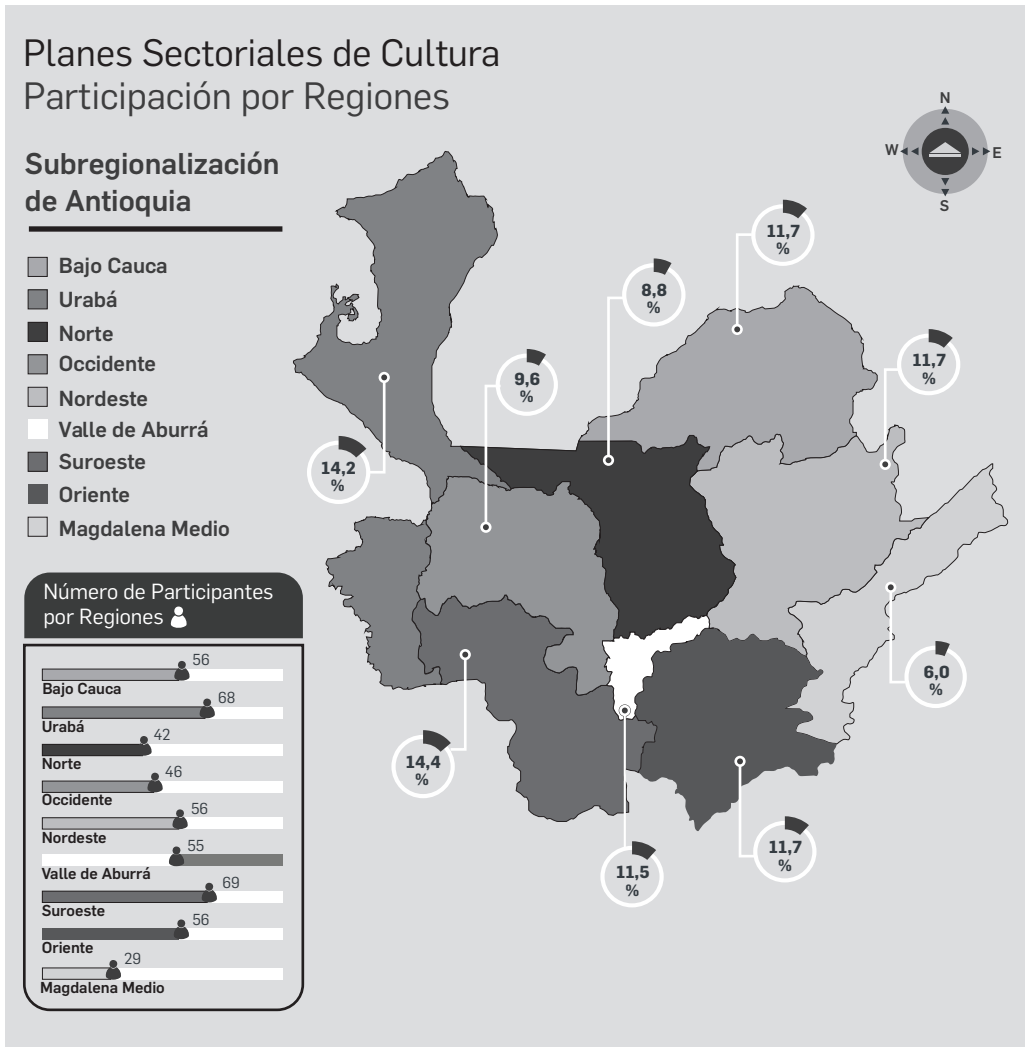 Planes Sectoriales de Cultura
Participación por Regiones
Subregionalización
de Antioquia
Bajo Cauca
Urabá
Norte
Occidente
Nordeste
Valle de Aburrá
Suroeste
Oriente
Magdalena Medio
N
W
E
S
11,7
%
8,8
%
11,7
%
9,6
%
14,2
%
6,0
%
14,4
%
11,7
%
11,5
%
Número de Participantes
por Regiones
56
Bajo Cauca
68
Urabá
42
Norte
46
Occidente
56
Nordeste
55
Valle de Aburrá
69
Suroeste
56
Oriente
29
Magdalena Medio